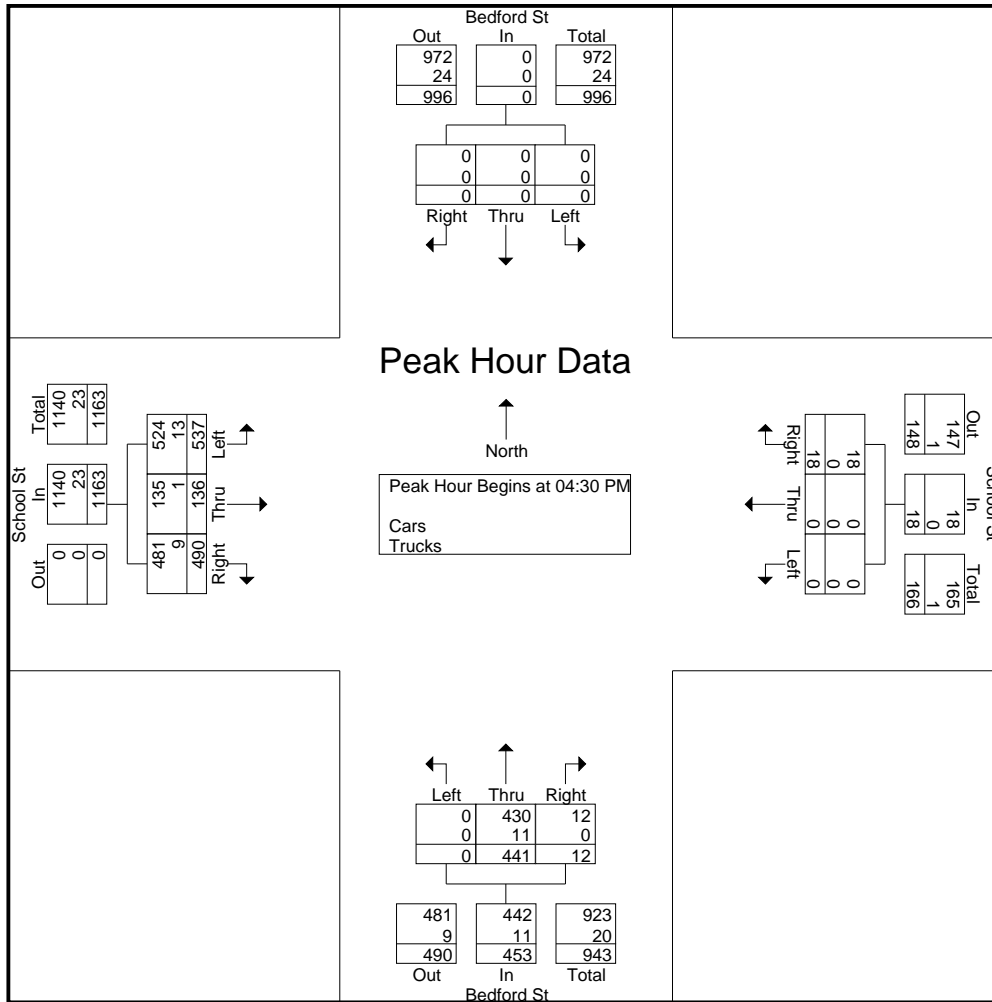 Bedford St
Out In Total
972 0 972
24 0 24
996 0 996
0 0 0
0 0 0
0 0 0
Right Thru Left
Peak Hour Data
North
Peak Hour Begins at 04:30 PM
Cars
Trucks
School St
Out In Total
0 1140 1140
0 23 23
0 1163 1163
481 135 524
9 1 13
490 136 537
Right Thru Left
School St
Out In Total
147 18 165
1 0 1
148 18 166
18 0 0
0 0 0
18 0 0
Right Thru Left
Left Thru Right
0 430 12
0 11 0
0 441 12
481 442 923
9 11 20
490 453 943
Out In Total
Bedford St